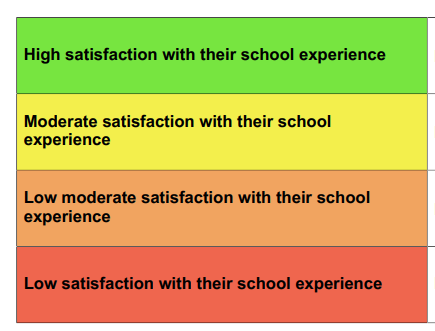 High satisfaction with their school experience
Moderate satisfaction with their school
experience
Low moderate satisfaction with their school
experience
Low satisfaction with their school experience